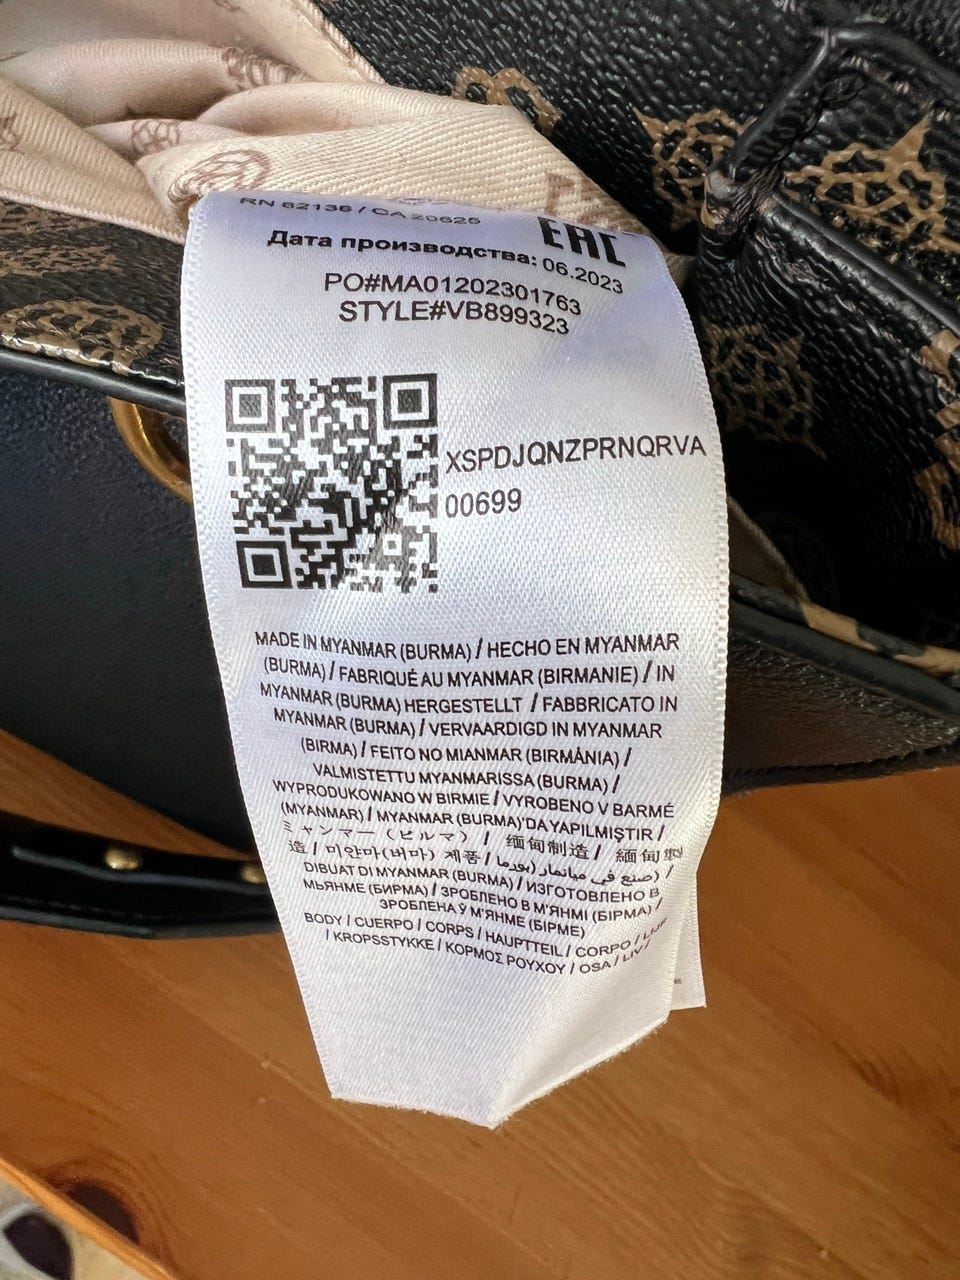 RN 62136 / CA 20625
EAC
Дата производства: 06.2023
PO#MA01202301763
STYLE#VB899323
XSPDJQNZPRNQRVA
00699
MADE IN MYANMAR (BURMA) / HECHO EN MYANMAR
(BURMA) / FABRIQUÉ AU MYANMAR (BIRMANIE) / IN
MYANMAR (BURMA) HERGESTELLT / FABBRICATO IN
MYANMAR (BURMA) / VERVAARDIGD IN MYANMAR
(BIRMA) / FEITO NO MIANMAR (BIRMÂNIA) /
VALMISTETTU MYANMARISSA (BURMA) /
WYPRODUKOWANO W BIRMIE / VYROBENO V BARMĚ
(MYANMAR) / MYANMAR (BURMA)'DA YAPILMIŞTIR /
ミャンマー (ビルマ) / 缅甸制造 / 緬甸製
造 / 미얀마(버마) 제품 / صنع في ميانمار (بورما) /
DIBUAT DI MYANMAR (BURMA) / ИЗГОТОВЛЕНО В
МЬЯНМЕ (БИРМА) / ЗРОБЛЕНО В М'ЯНМІ (БІРМА) /
ЗРОБЛЕНА Ў М'ЯНМЕ (БІРМЕ)
BODY / CUERPO / CORPS / HAUPTTEIL / CORPO /
/ KROPSSTYKKE / ΚΟΡΜΟΣ ΡΟΥΧΟΥ / OSA / LIV /